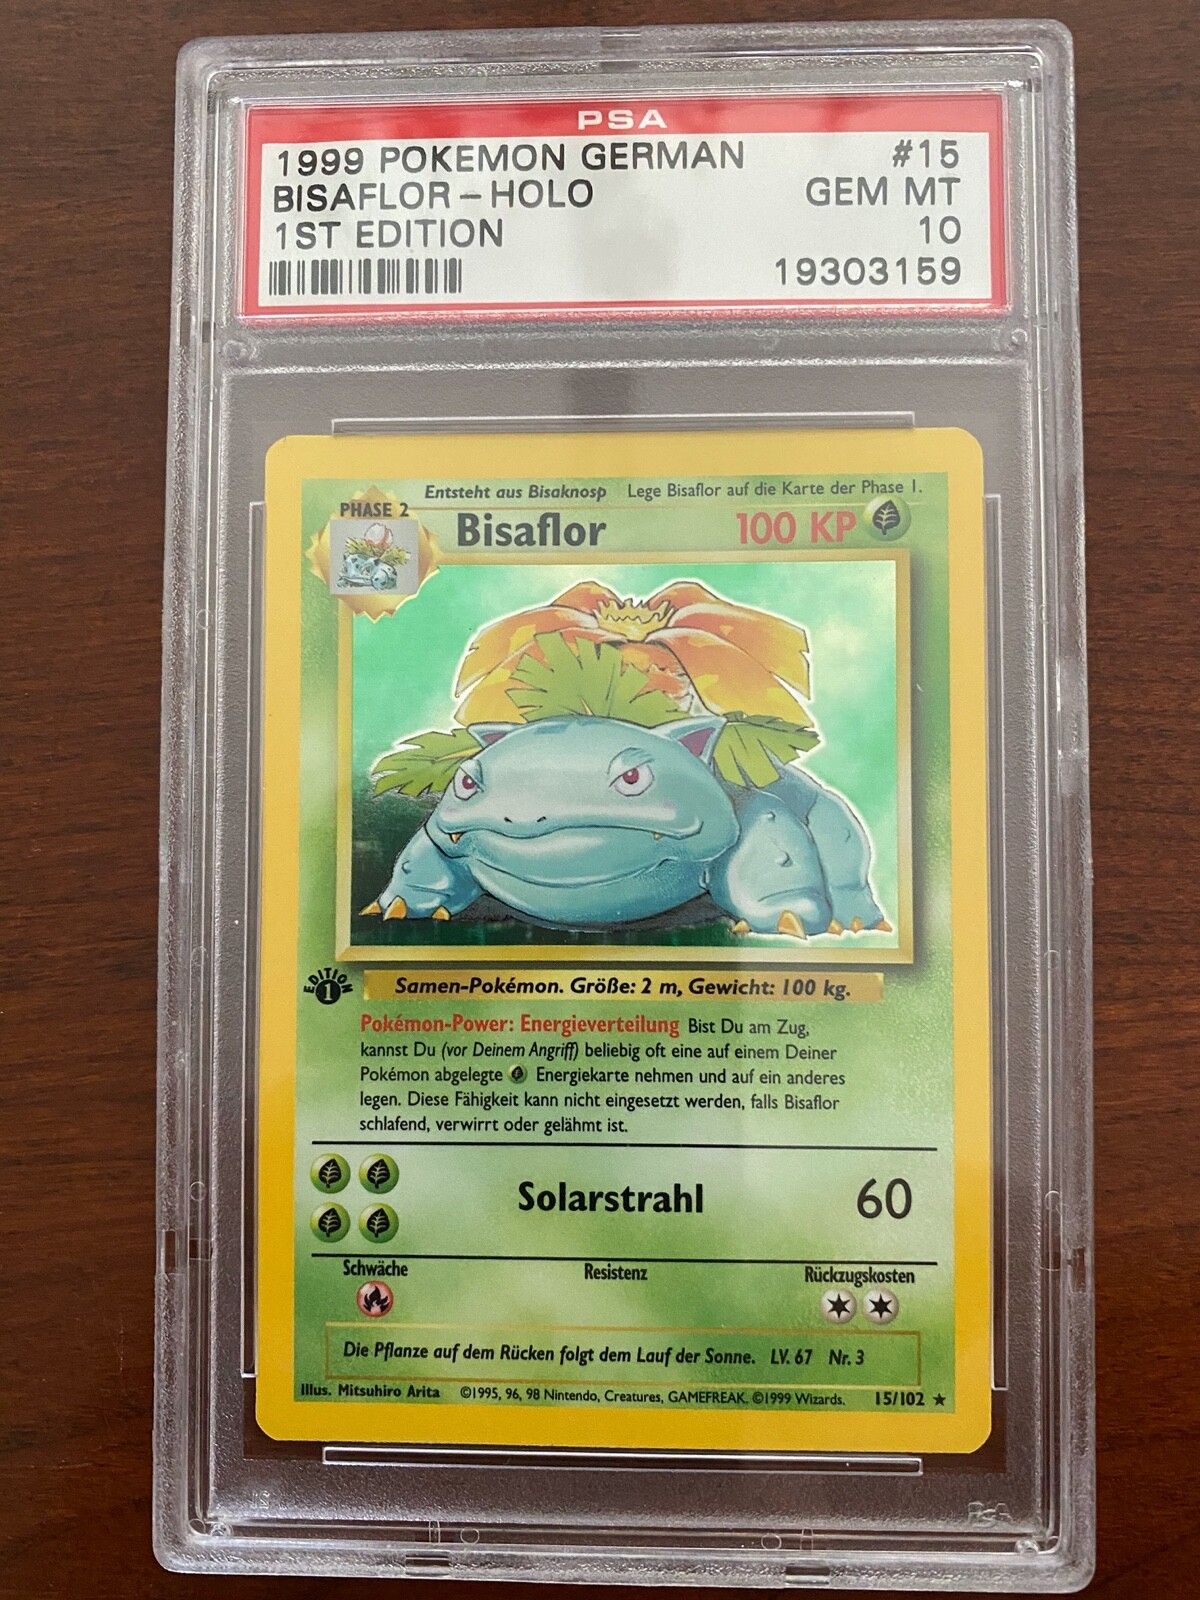 PSA
1999 POKEMON GERMAN #15
BISAFLOR-HOLO GEM MT
1ST EDITION 10
19303159
Entsteht aus Bisaknosp Lege Bisaflor auf die Karte der Phase 1.
PHASE 2
Bisaflor 100 KP
EDITION
1
Samen-Pokémon. Größe: 2 m, Gewicht: 100 kg.
Pokémon-Power: Energieverteilung Bist Du am Zug,
kannst Du (vor Deinem Angriff) beliebig oft eine auf einem Deiner
Pokémon abgelegte Energiekarte nehmen und auf ein anderes
legen. Diese Fähigkeit kann nicht eingesetzt werden, falls Bisaflor
schlafend, verwirrt oder gelähmt ist.
Solarstrahl 60
Schwäche Resistenz Rückzugskosten
Die Pflanze auf dem Rücken folgt dem Lauf der Sonne. LV. 67 Nr. 3
Illus. Mitsuhiro Arita ©1995, 96, 98 Nintendo, Creatures, GAMEFREAK. ©1999 Wizards. 15/102 ★
PSA